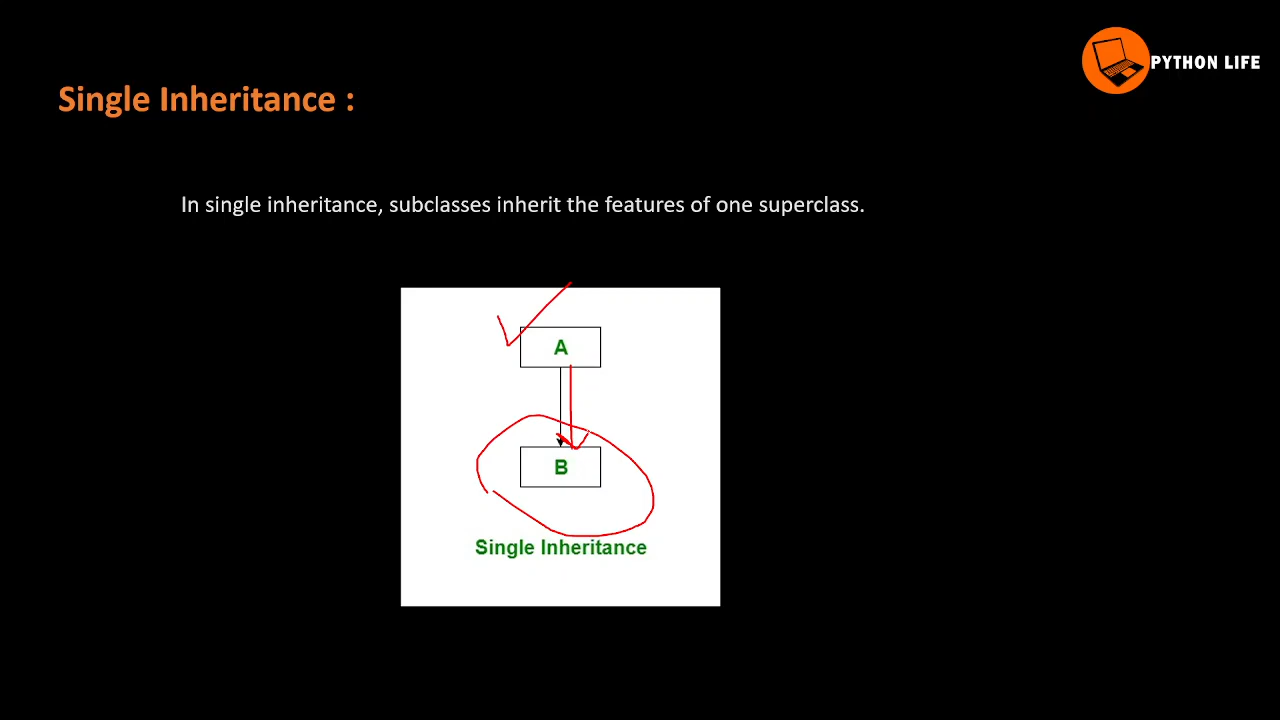 PYTHON LIFE
Single Inheritance :
In single inheritance, subclasses inherit the features of one superclass.
A
B
Single Inheritance